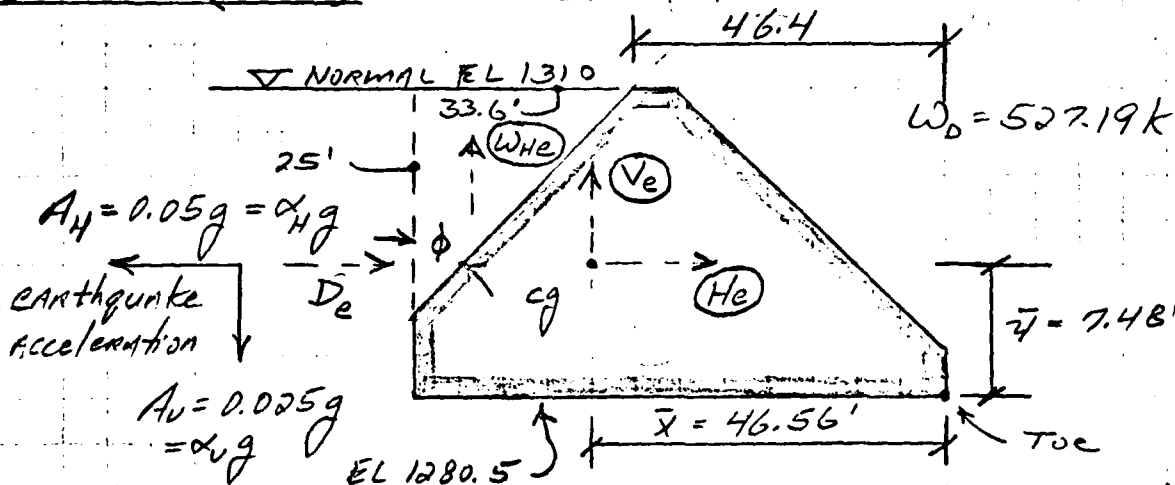 46.4
▽ NORMAL EL 1310
33.6'
W_D = 527.19 K
W_He
25'
V_e
A_H = 0.05g = α_H g
ϕ
D_e
EARthquake
Acceleration
cg
H_e
ȳ = 7.48'
A_v = 0.025g
= α_v g
x̄ = 46.56'
Toe
EL 1280.5